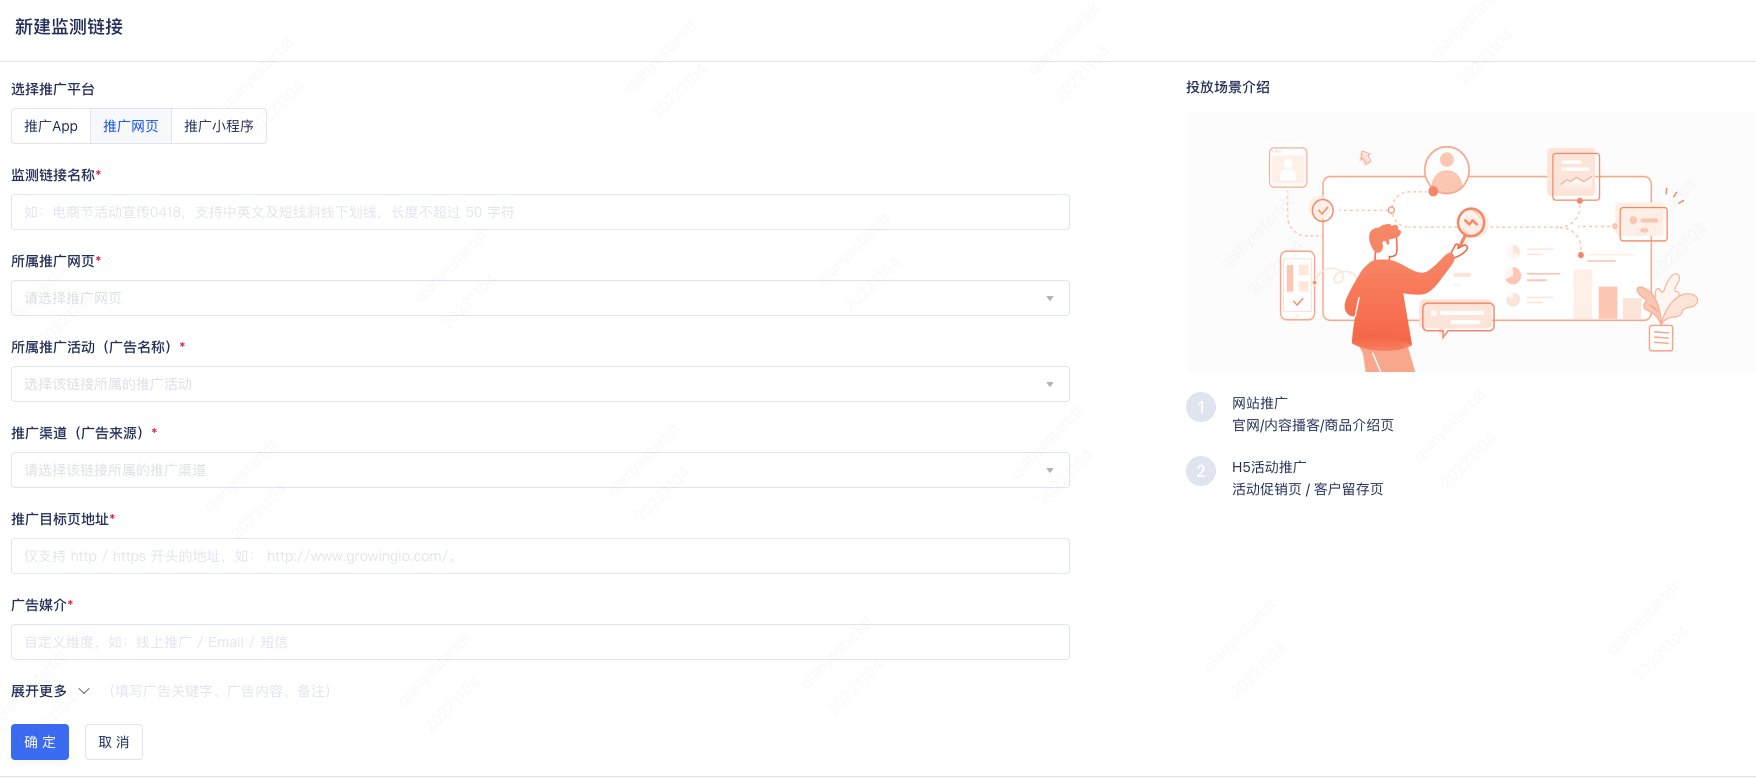 新建监测链接
选择推广平台
推广App 推广网页 推广小程序
监测链接名称*
如：电商节活动宣传0418，支持中英文及短线斜线下划线，长度不超过 50 字符
所属推广网页*
请选择推广网页
所属推广活动（广告名称）*
选择该链接所属的推广活动
推广渠道（广告来源）*
请选择该链接所属的推广渠道
推广目标页地址*
仅支持 http / https 开头的地址，如： http://www.growingio.com/。
广告媒介*
自定义维度，如：线上推广 / Email / 短信
展开更多 （填写广告关键字、广告内容、备注）
确 定 取 消
投放场景介绍
1 网站推广
官网/内容播客/商品介绍页
2 H5活动推广
活动促销页 / 客户留存页
qianyestartdt
20221104